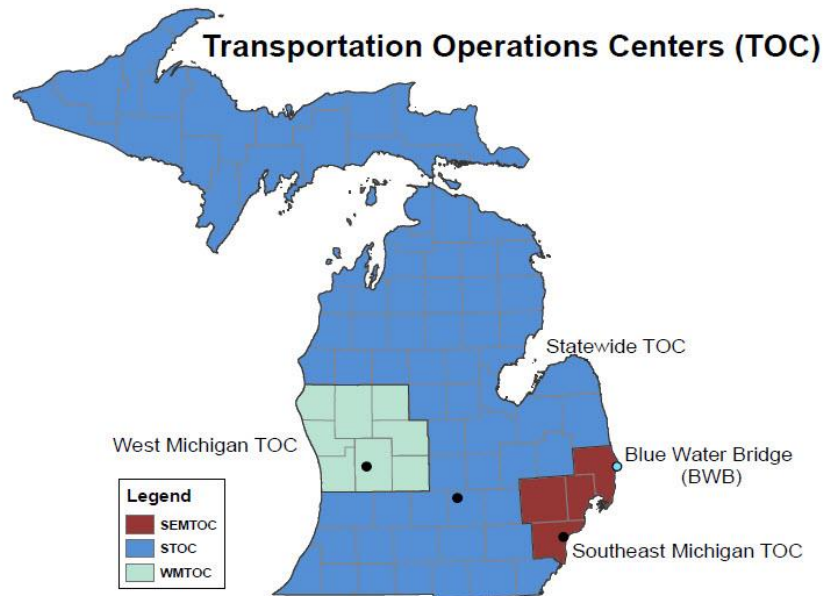 Transportation Operations Centers (TOC)
Statewide TOC
West Michigan TOC
Blue Water Bridge
(BWB)
Legend
SEMTOC
STOC
WMTOC
Southeast Michigan TOC